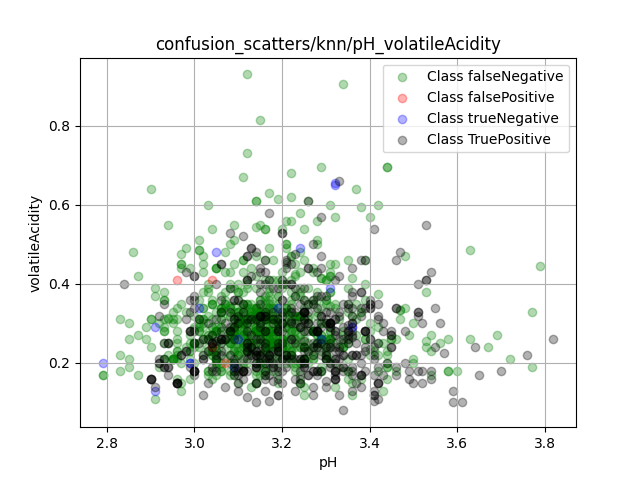 confusion_scatters/knn/pH_volatileAcidity
Class falseNegative
Class falsePositive
Class trueNegative
Class TruePositive
volatileAcidity
0.8
0.6
0.4
0.2
2.8 3.0 3.2 3.4 3.6 3.8
pH